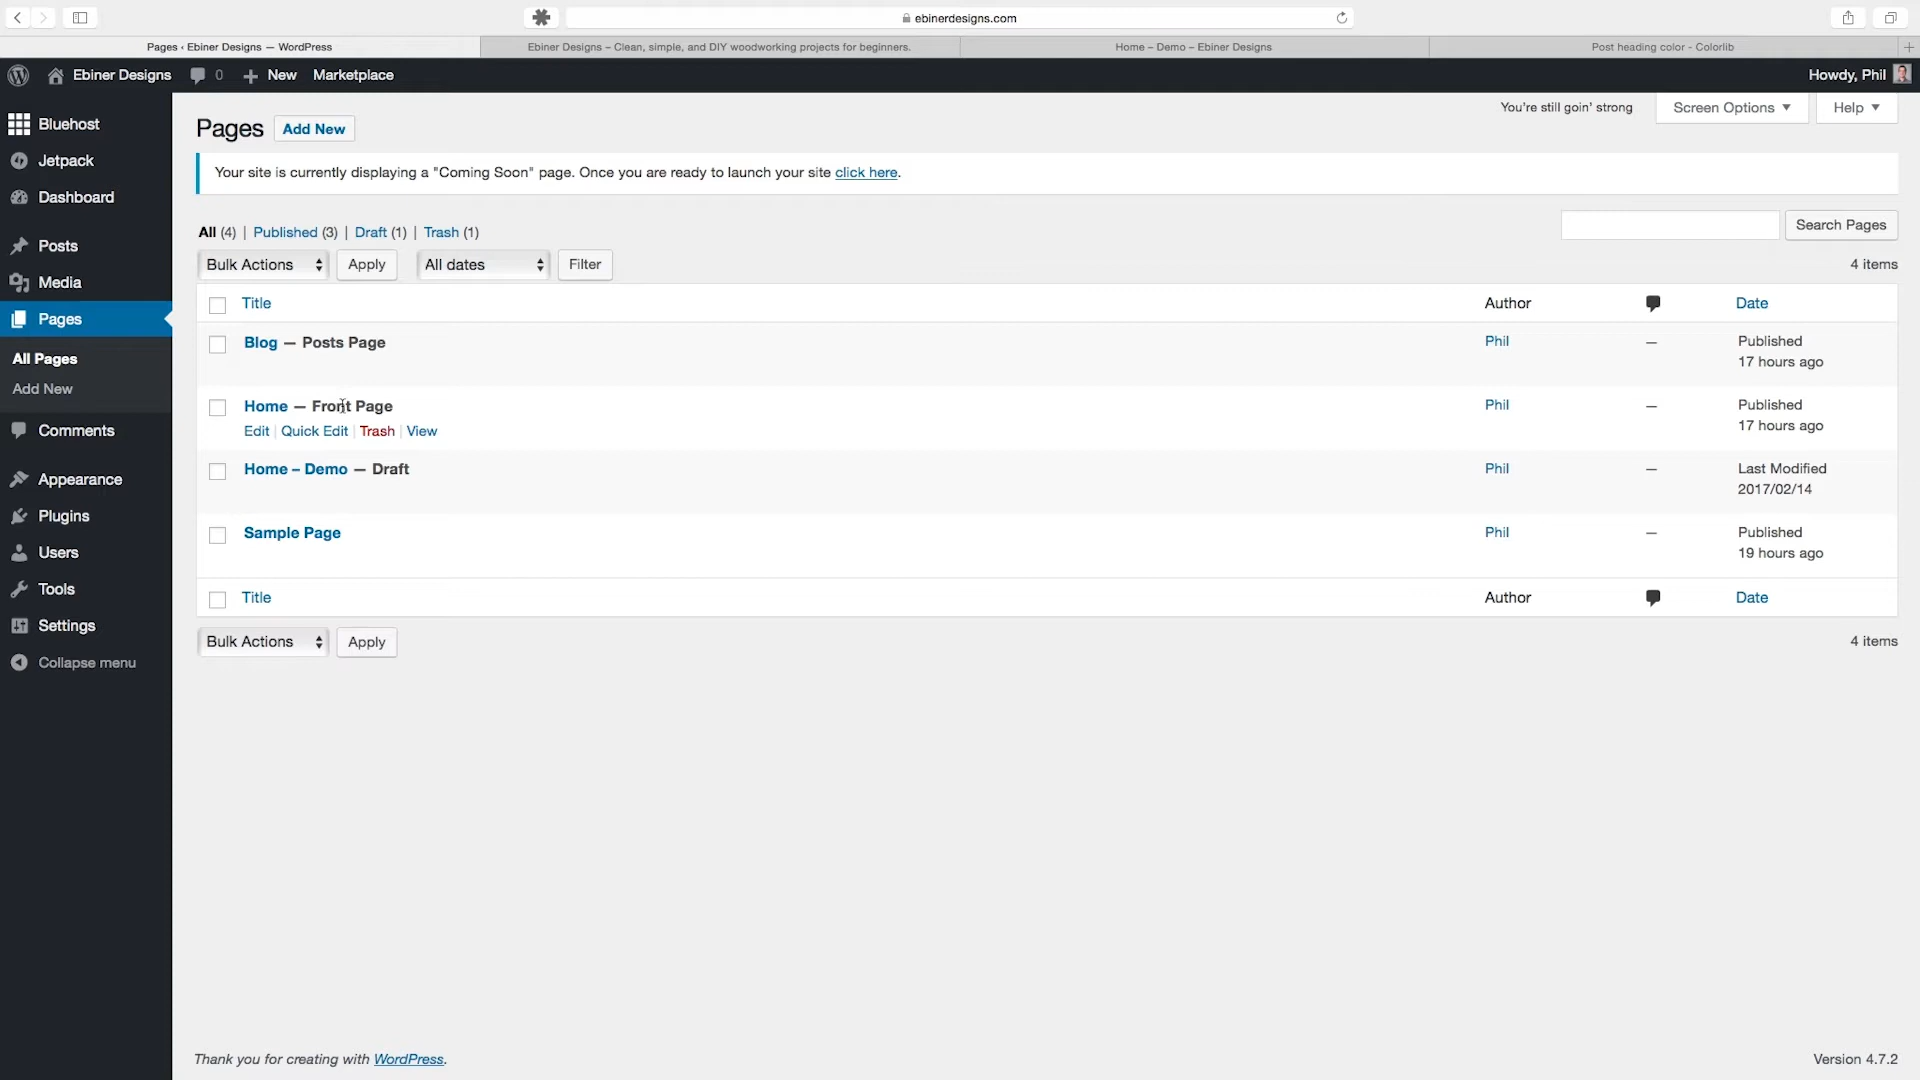 ebinerdesigns.com
Pages ‹ Ebiner Designs — WordPress
Ebiner Designs – Clean, simple, and DIY woodworking projects for beginners.
Home – Demo – Ebiner Designs
Post heading color - Colorlib
Ebiner Designs
0
New
Marketplace
Howdy, Phil
Bluehost
Jetpack
Dashboard
Posts
Media
Pages
All Pages
Add New
Comments
Appearance
Plugins
Users
Tools
Settings
Collapse menu
You're still goin' strong
Screen Options
Help
Pages
Add New
Your site is currently displaying a "Coming Soon" page. Once you are ready to launch your site click here.
All (4) | Published (3) | Draft (1) | Trash (1)
Search Pages
Bulk Actions
Apply
All dates
Filter
4 items
Title
Author
Date
Blog — Posts Page
Phil
—
Published
17 hours ago
Home — Front Page
Edit | Quick Edit | Trash | View
Phil
—
Published
17 hours ago
Home – Demo — Draft
Phil
—
Last Modified
2017/02/14
Sample Page
Phil
—
Published
19 hours ago
Title
Author
Date
Bulk Actions
Apply
4 items
Thank you for creating with WordPress.
Version 4.7.2